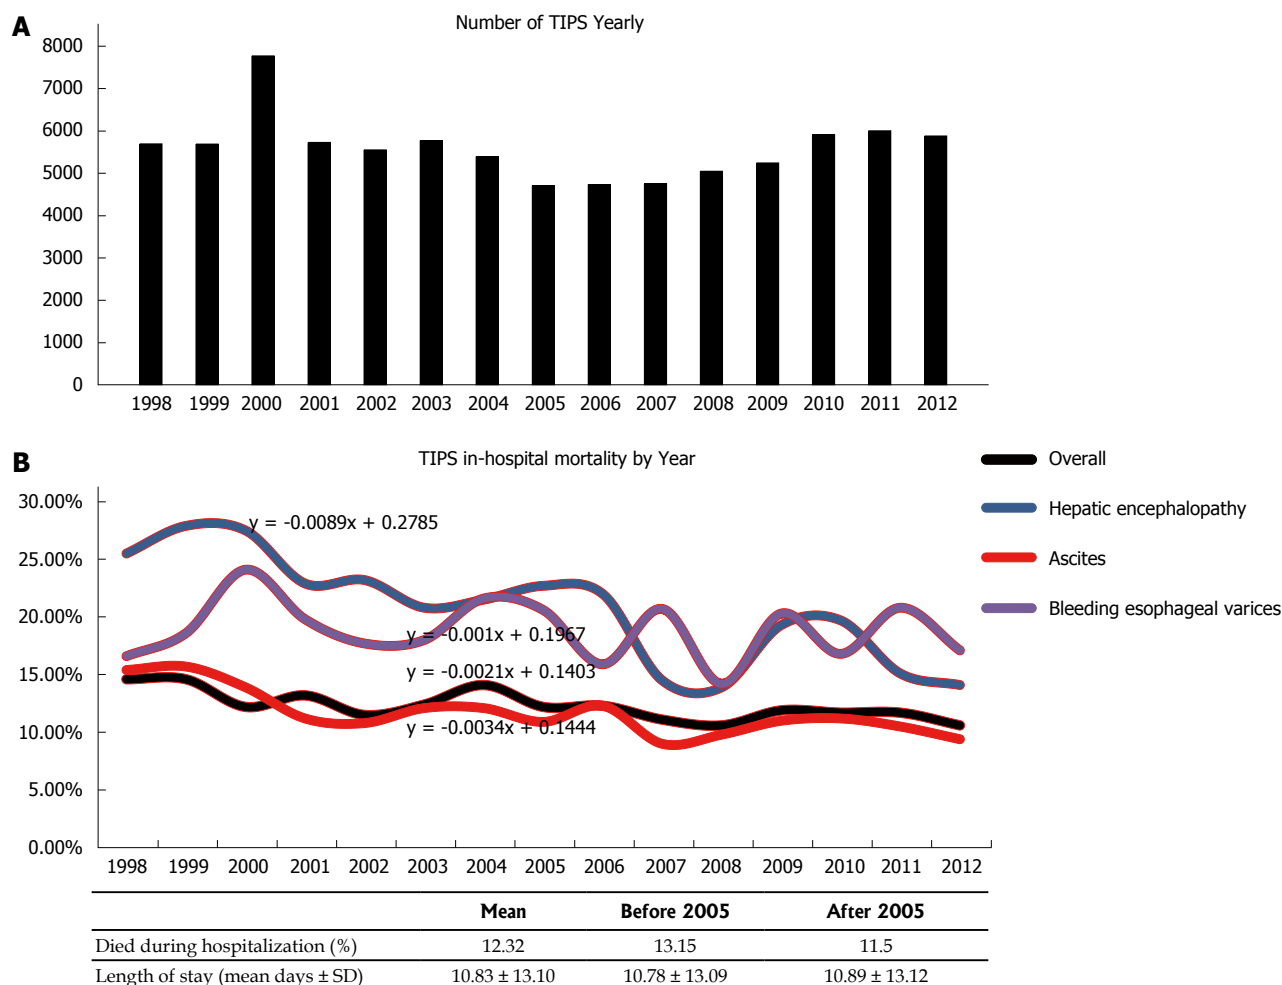 A
Number of TIPS Yearly
8000
7000
6000
5000
4000
3000
2000
1000
0
1998 1999 2000 2001 2002 2003 2004 2005 2006 2007 2008 2009 2010 2011 2012
B
TIPS in-hospital mortality by Year
30.00%
25.00%
20.00%
15.00%
10.00%
5.00%
0.00%
y = -0.0089x + 0.2785
y = -0.001x + 0.1967
y = -0.0021x + 0.1403
y = -0.0034x + 0.1444
1998 1999 2000 2001 2002 2003 2004 2005 2006 2007 2008 2009 2010 2011 2012
Overall
Hepatic encephalopathy
Ascites
Bleeding esophageal varices
Mean Before 2005 After 2005
Died during hospitalization (%) 12.32 13.15 11.5
Length of stay (mean days ± SD) 10.83 ± 13.10 10.78 ± 13.09 10.89 ± 13.12